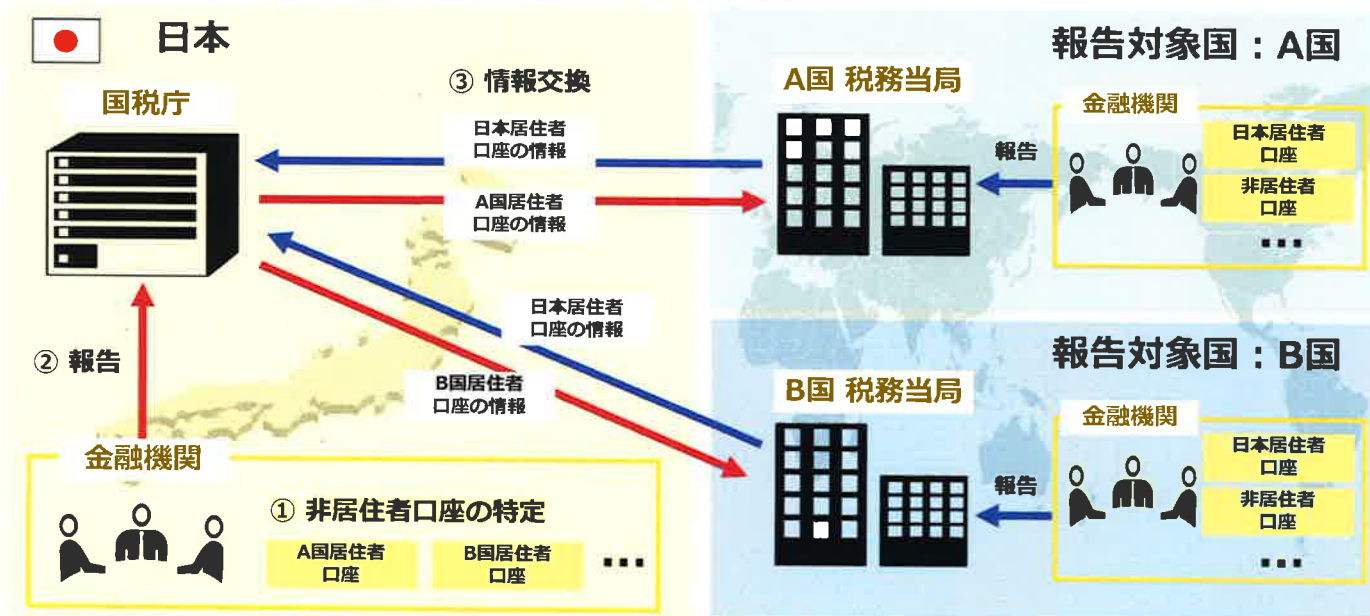 日本
国税庁
③ 情報交換
日本居住者
口座の情報
A国居住者
口座の情報
日本居住者
口座の情報
B国居住者
口座の情報
② 報告
金融機関
① 非居住者口座の特定
A国居住者
口座
B国居住者
口座
...
報告対象国：A国
A国 税務当局
報告
金融機関
日本居住者
口座
非居住者
口座
...
報告対象国：B国
B国 税務当局
報告
金融機関
日本居住者
口座
非居住者
口座
...